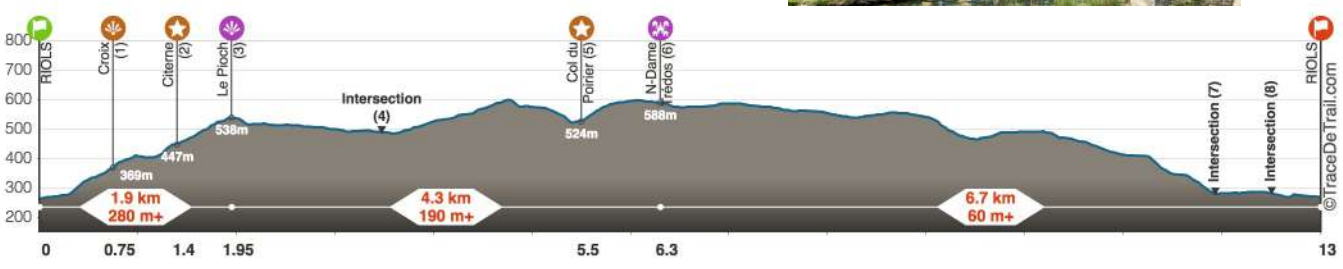 800
700
600
500
400
300
200
RIOLS
Croix
(1)
Citerne
(2)
Le Pioch
(3)
Intersection
(4)
Col du
Poirier (5)
N-Dame
Trédos (6)
Intersection (7)
Intersection (8)
RIOLS
369m
447m
538m
524m
588m
1.9 km
280 m+
4.3 km
190 m+
6.7 km
60 m+
0
0.75
1.4
1.95
5.5
6.3
13
©TraceDeTrail.com